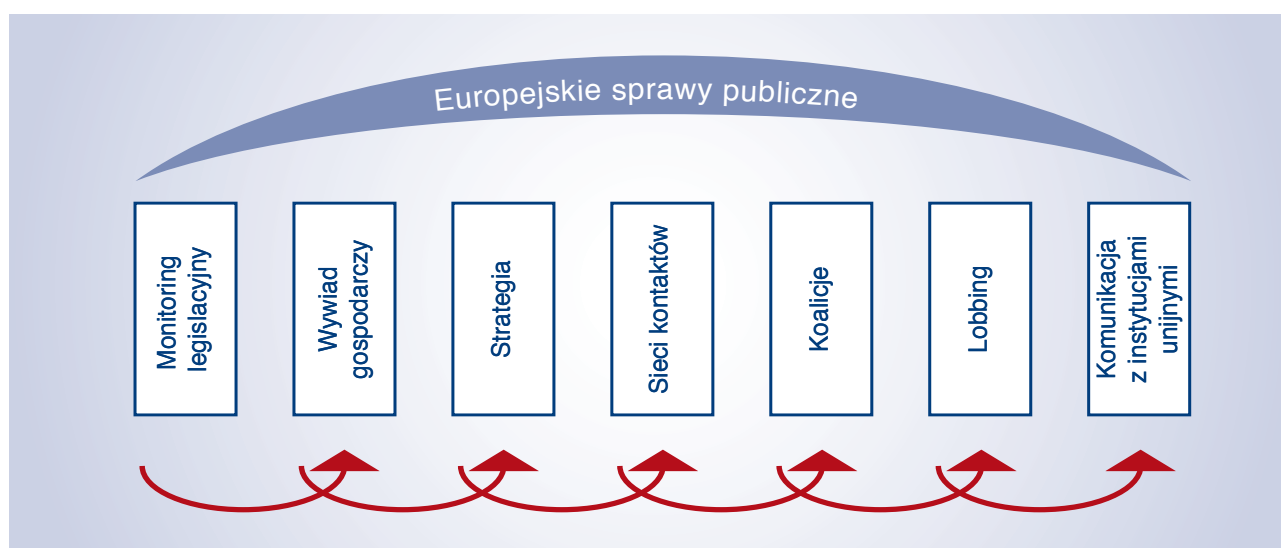 Europejskie sprawy publiczne
Monitoring
legislacyjny
Wywiad
gospodarczy
Strategia
Sieci kontaktów
Koalicje
Lobbing
Komunikacja
z instytucjami
unijnymi